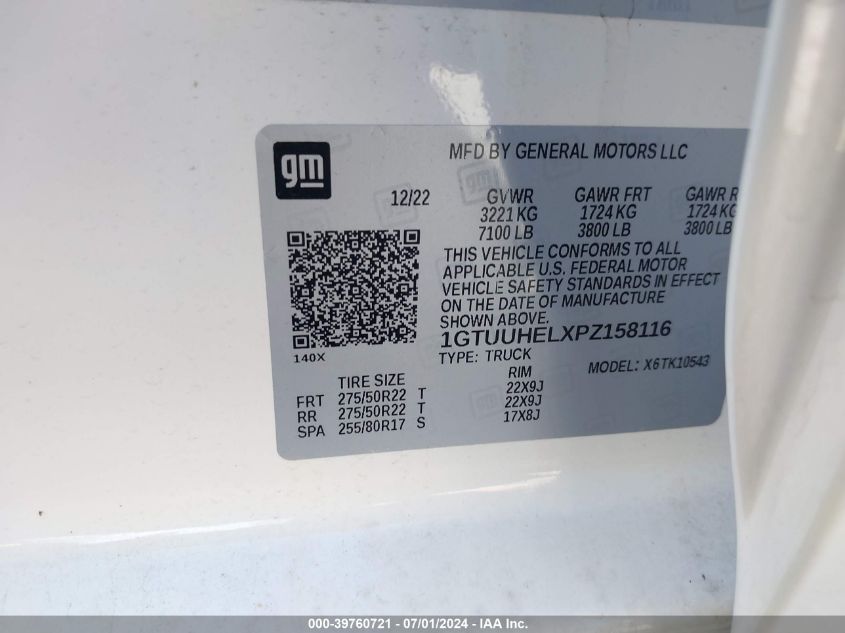 gm
MFD BY GENERAL MOTORS LLC
12/22 GVWR GAWR FRT GAWR R
3221 KG 1724 KG 1724 KG
7100 LB 3800 LB 3800 LB
THIS VEHICLE CONFORMS TO ALL
APPLICABLE U.S. FEDERAL MOTOR
VEHICLE SAFETY STANDARDS IN EFFECT
ON THE DATE OF MANUFACTURE
SHOWN ABOVE.
1GTUUHELXPZ158116
140X TYPE: TRUCK MODEL: X6TK10543
TIRE SIZE RIM
FRT 275/50R22 T 22X9J
RR 275/50R22 T 22X9J
SPA 255/80R17 S 17X8J
000-39760721 - 07/01/2024 - IAA Inc.